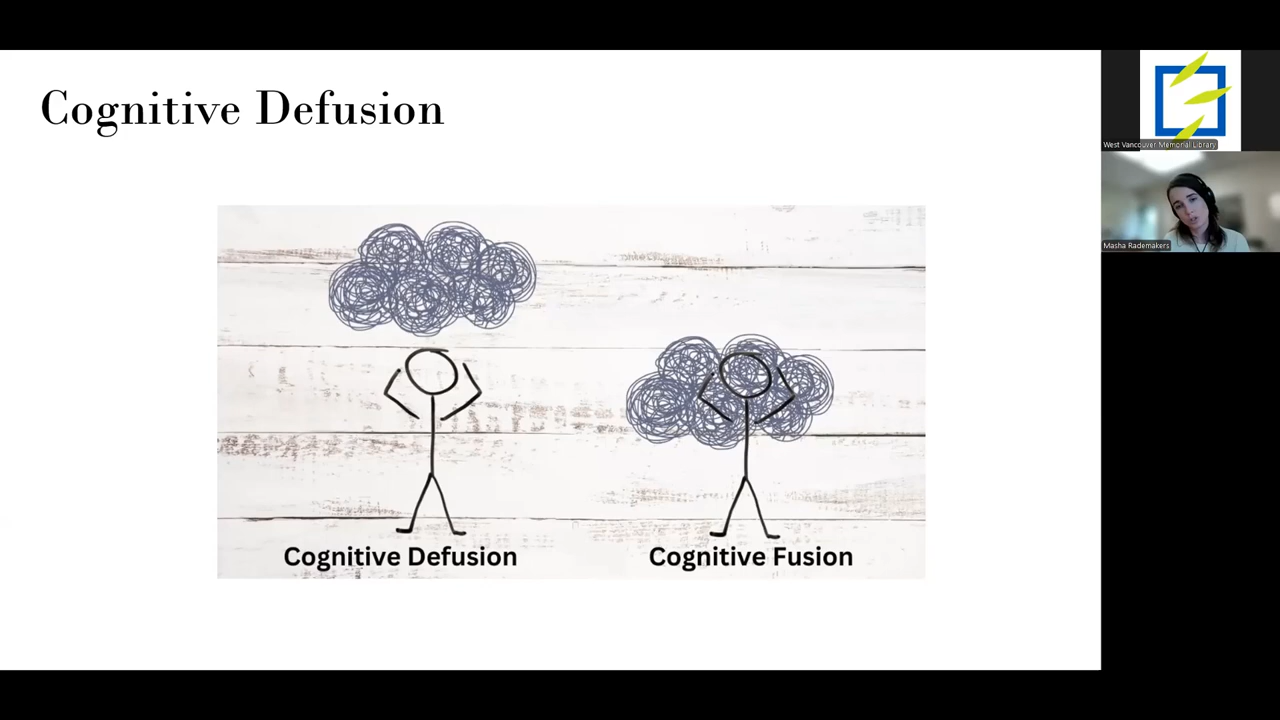 Cognitive Defusion
Cognitive Defusion
Cognitive Fusion
West Vancouver Memorial Library
Masha Rademakers